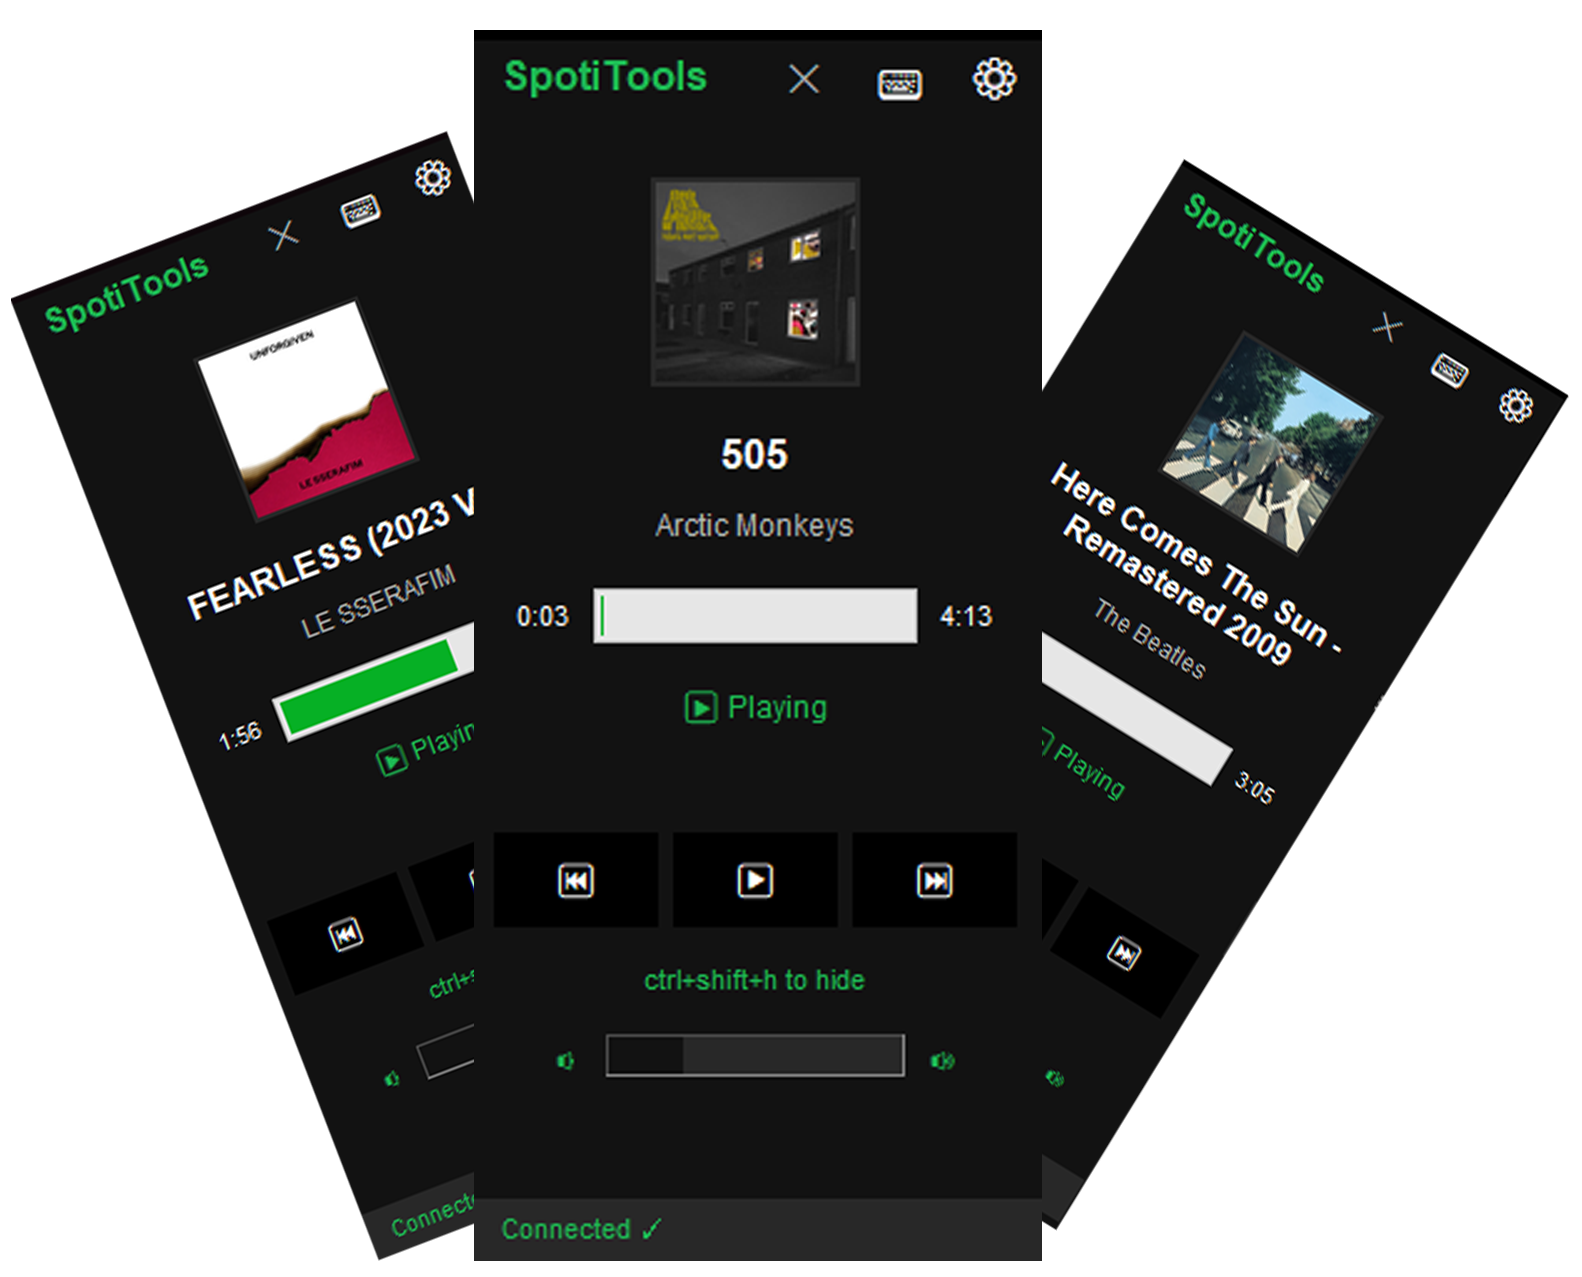 SpotiTools
UNFORGIVEN
LE SSERAFIM
FEARLESS (2023 V
LE SSERAFIM
1:56
Playin
ctrl+s
Connecte
SpotiTools
505
Arctic Monkeys
0:03
4:13
Playing
ctrl+shift+h to hide
Connected ✓
SpotiTools
Here Comes The Sun -
Remastered 2009
The Beatles
3:05
Playing